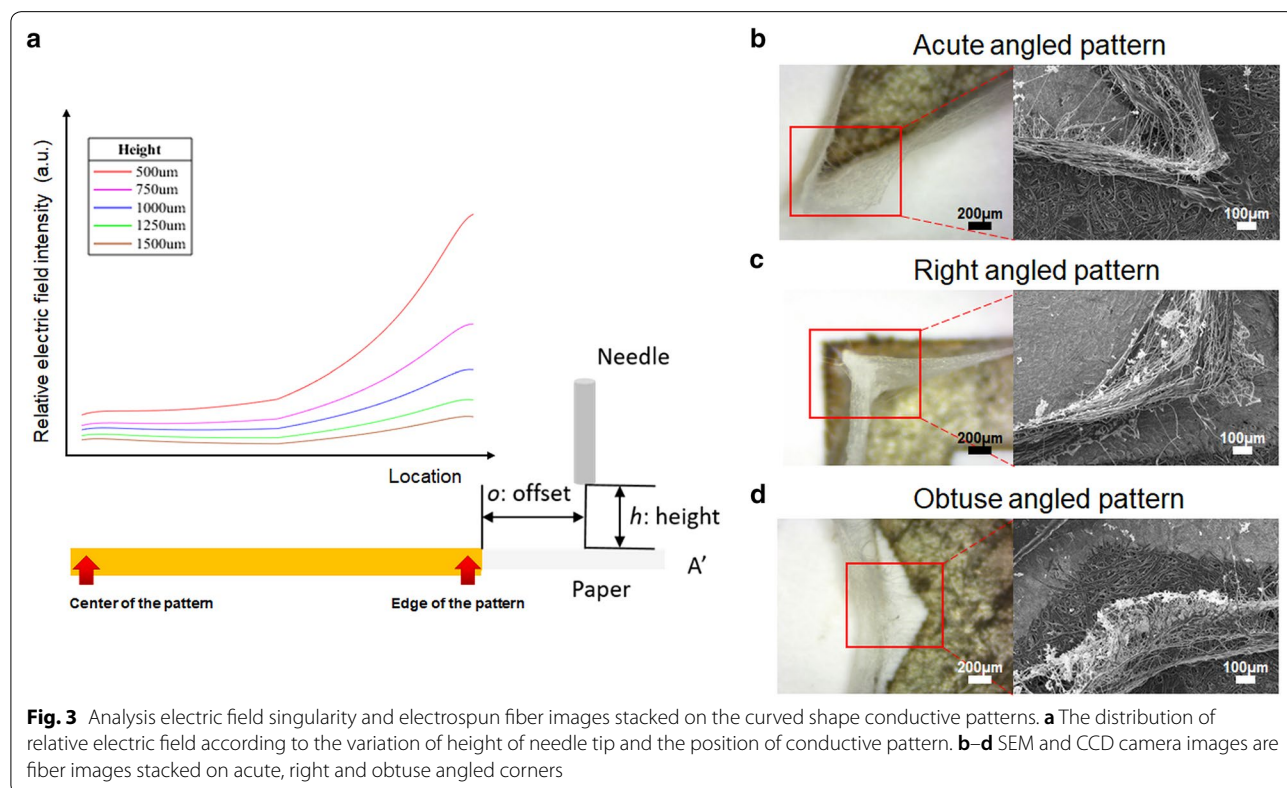 a
Relative electric field intensity (a.u.)
Height
500um
750um
1000um
1250um
1500um
Location
Needle
o: offset
h: height
A'
Paper
Center of the pattern
Edge of the pattern
b
Acute angled pattern
200µm
100µm
c
Right angled pattern
200µm
100µm
d
Obtuse angled pattern
200µm
100µm
Fig. 3 Analysis electric field singularity and electrospun fiber images stacked on the curved shape conductive patterns. a The distribution of
relative electric field according to the variation of height of needle tip and the position of conductive pattern. b–d SEM and CCD camera images are
fiber images stacked on acute, right and obtuse angled corners